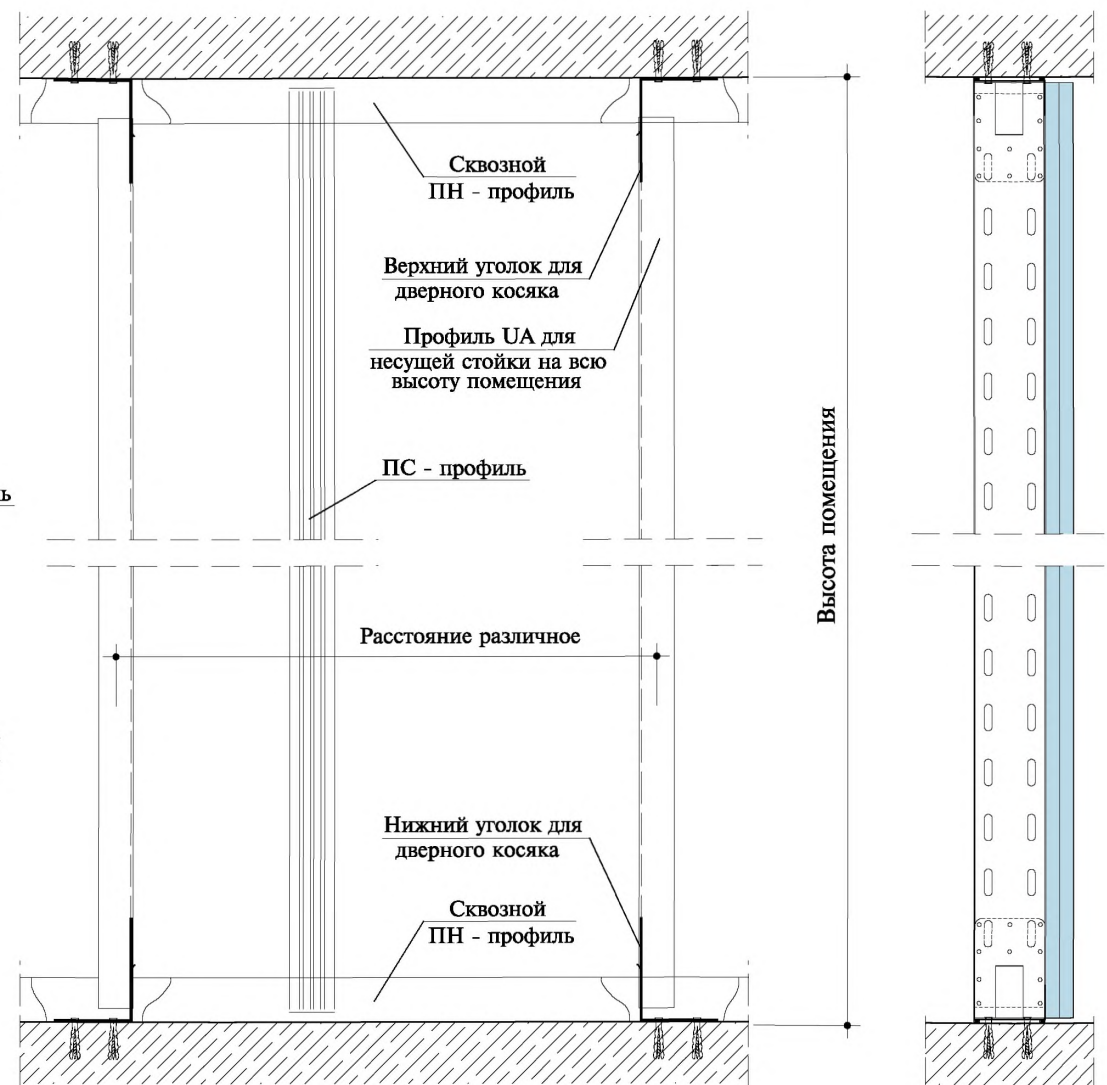 Сквозной
ПН - профиль
Верхний уголок для
дверного косяка
Профиль UA для
несущей стойки на всю
высоту помещения
ПС - профиль
Высота помещения
Расстояние различное
Нижний уголок для
дверного косяка
Сквозной
ПН - профиль